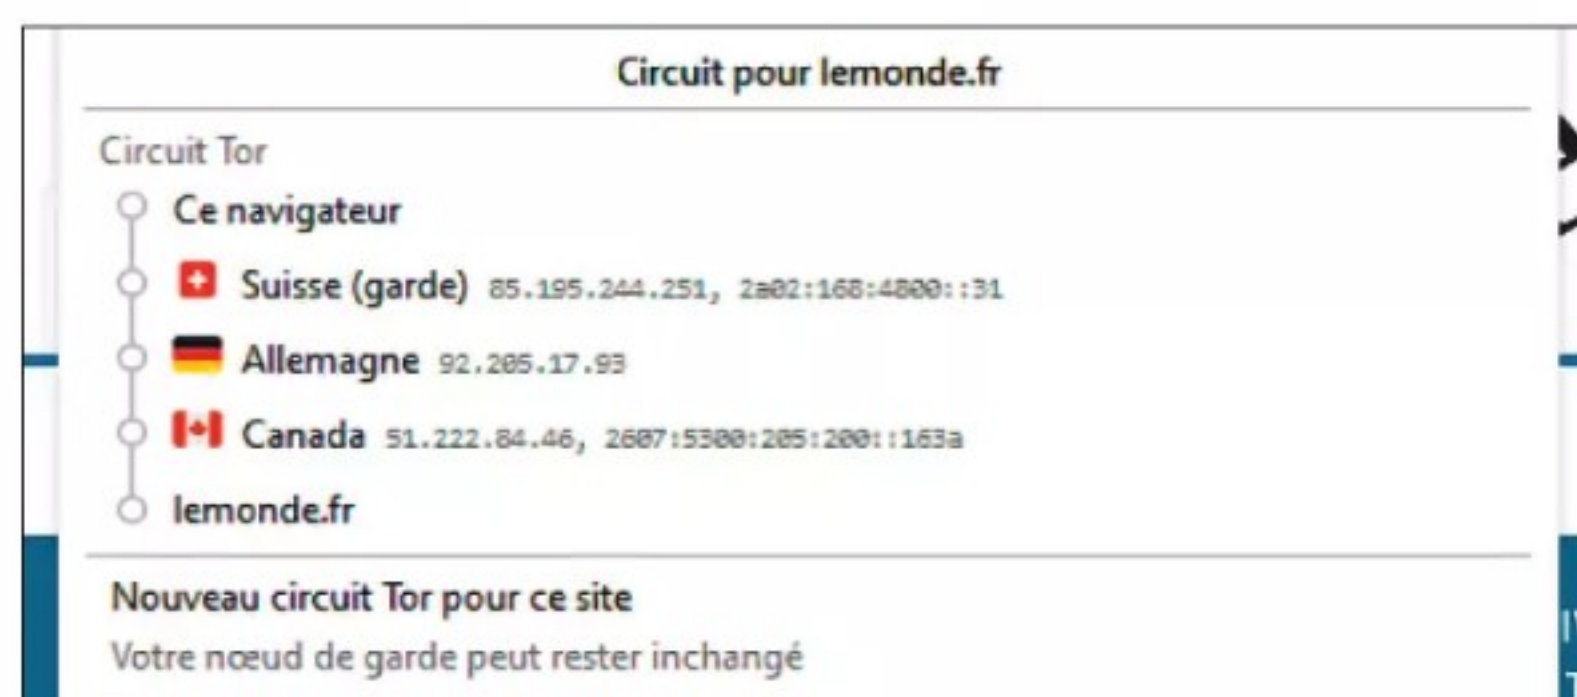 Circuit pour lemonde.fr
Circuit Tor
Ce navigateur
Suisse (garde) 85.195.244.251, 2a02:168:4800::31
Allemagne 92.205.17.93
Canada 51.222.84.46, 2607:5300:205:200::163a
lemonde.fr
Nouveau circuit Tor pour ce site
Votre nœud de garde peut rester inchangé